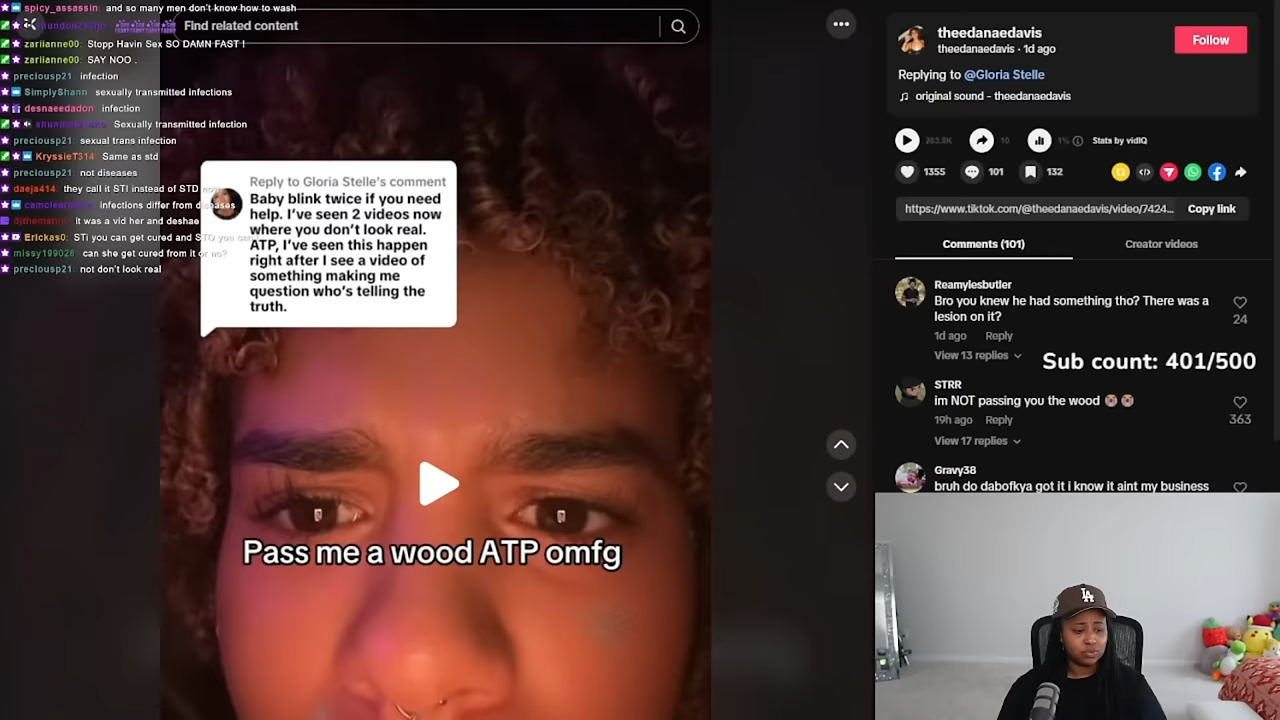 spicy_assassin: and so many men don't know how to wash
Find related content
zariianne00: Stopp Havin Sex SO DAMN FAST !
zariianne00: SAY NOO .
preciousp21 infection
SimplyShann: sexually transmitted infections
desnaeedadon: infection
Sexually transmitted infection
preciousp21: sexual trans infection
KryssieT314 Same as std
preciousp21: not diseases
daeja414: they call it STI instead of STD now
infections differ from diseases
it was a vid her and deshae
Erickas0: STi you can get cured and STD you can
missy199026 can she get cured from it or no?
preciousp21: not don't look real
Reply to Gloria Stelle's comment
Baby blink twice if you need
help. I've seen 2 videos now
where you don't look real.
ATP, I've seen this happen
right after I see a video of
something making me
question who's telling the
truth.
Pass me a wood ATP omfg
theedanaedavis
theedanaedavis · 1d ago
Follow
Replying to @Gloria Stelle
original sound - theedanaedavis
283.8K
10
1%
Stats by vidIQ
1355
101
132
https://www.tiktok.com/@theedanaedavis/video/7424...
Copy link
Comments (101)
Creator videos
Reamylesbutler
Bro you knew he had something tho? There was a
lesion on it?
24
1d ago Reply
View 13 replies
Sub count: 401/500
STRR
im NOT passing you the wood 😭😭
363
19h ago Reply
View 17 replies
Gravy38
bruh do dabofkya got it i know it aint my business
LA